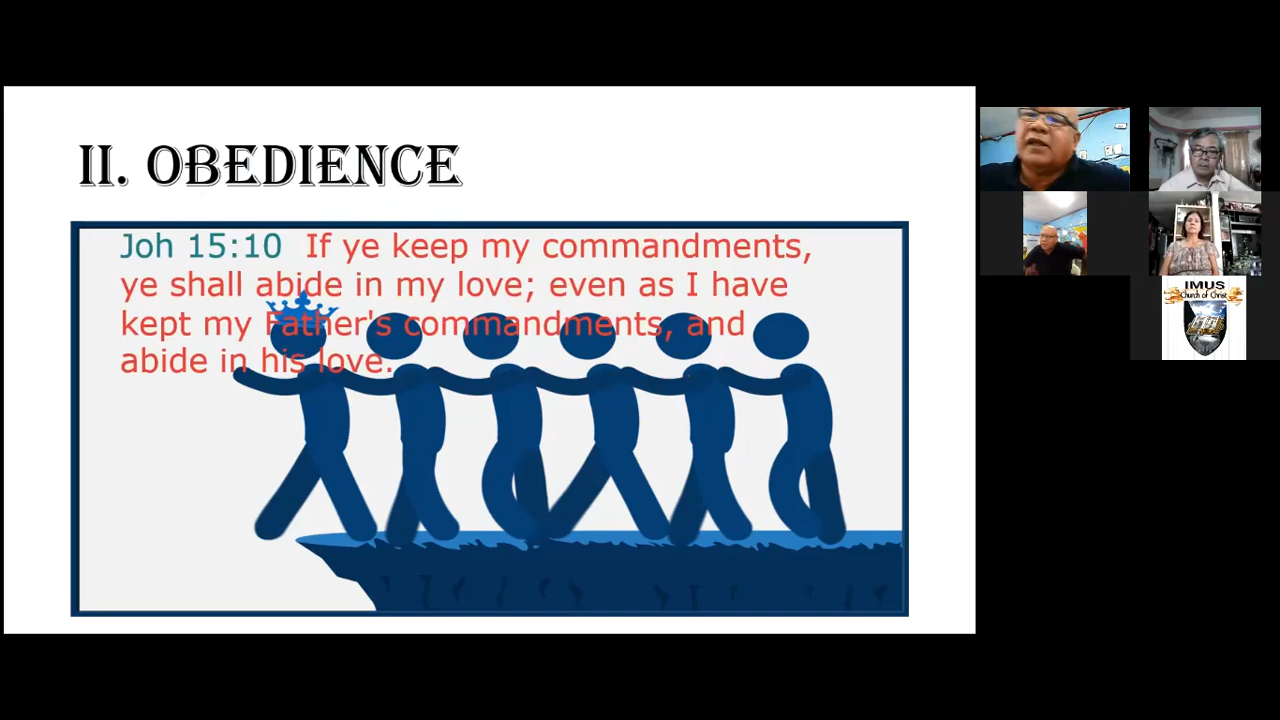 II. OBEDIENCE
Joh 15:10 If ye keep my commandments,
ye shall abide in my love; even as I have
kept my Father's commandments, and
abide in his love.
IMUS
Church of Christ